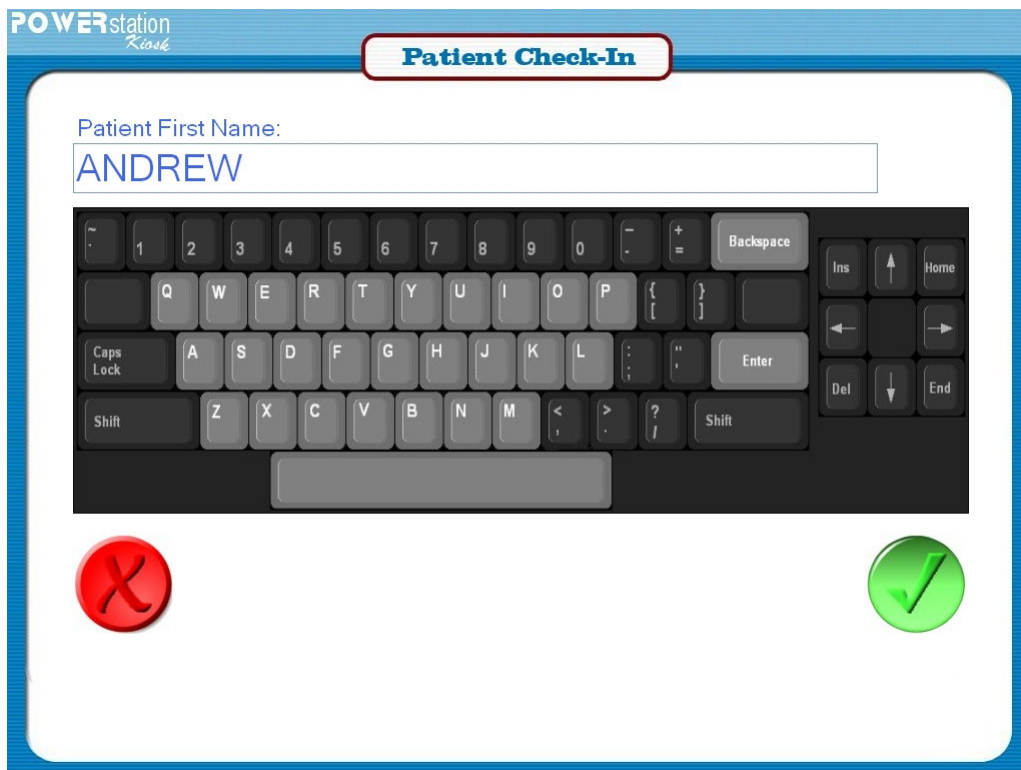 POWERstation
Kiosk
Patient Check-In
Patient First Name:
ANDREW
~ 1 2 3 4 5 6 7 8 9 0 - - + = Backspace
Q W E R T Y U I O P { [ } ]
Caps Lock A S D F G H J K L : ; " ' Enter
Shift Z X C V B N M < , > . ? / Shift
Ins Home
Del End